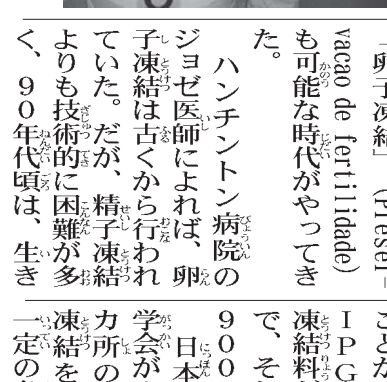 「卵子凍結」（Preser-
vacao de fertilidade）
も可能な時代がやってき
た。
ハンチントン病院の
ジョゼ医師によれば、卵
子凍結は古くから行われ
ていた。だが、精子凍結
よりも技術的に困難が多
く、９０年代頃は、生き
ことが
ＩＰＧ
凍結料
で、そ
９００
日本
学会が
カ所の
凍結を
一定の